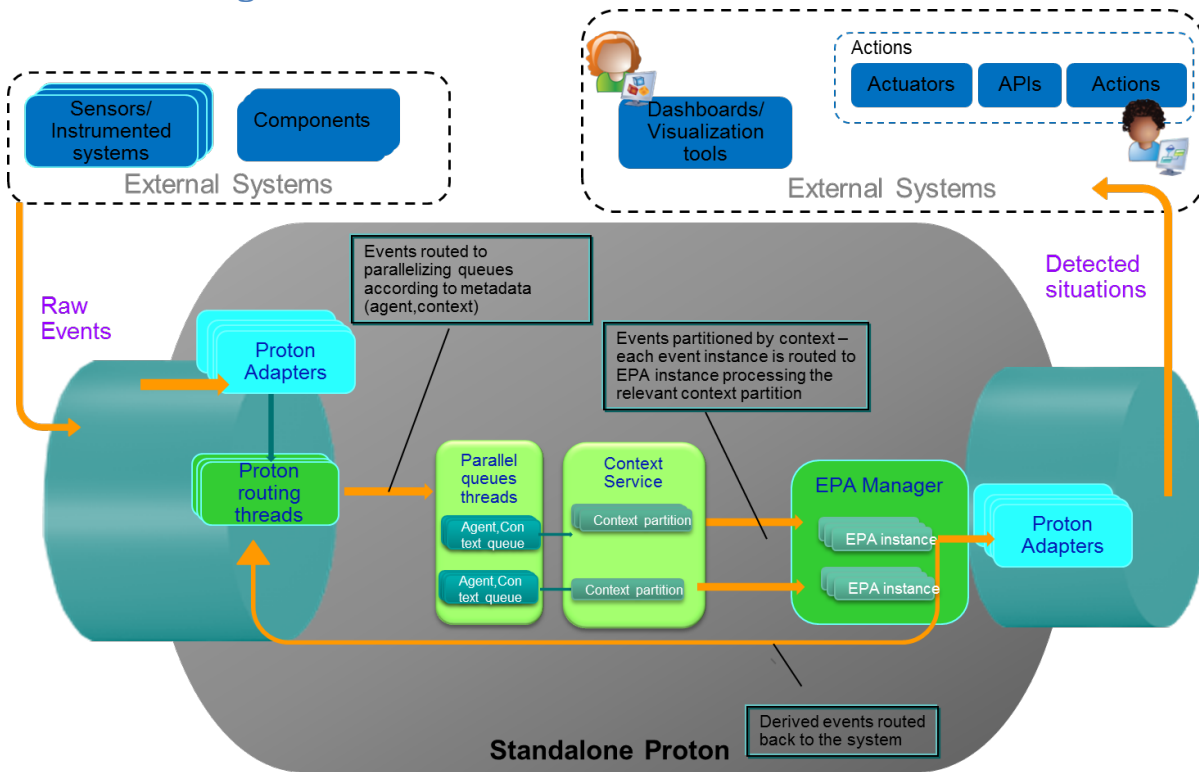 Actions
Actuators
APIs
Actions
Dashboards/
Visualization
tools
External Systems
Sensors/
Instrumented
systems
Components
External Systems
Raw
Events
Events routed to
parallelizing queues
according to metadata
(agent,context)
Detected
situations
Events partitioned by context –
each event instance is routed to
EPA instance processing the
relevant context partition
Proton
Adapters
Proton
routing
threads
Parallel
queues
threads
Agent,Con
text queue
Agent,Con
text queue
Context
Service
Context partition
Context partition
EPA Manager
EPA instance
EPA instance
Proton
Adapters
Derived events routed
back to the system
Standalone Proton